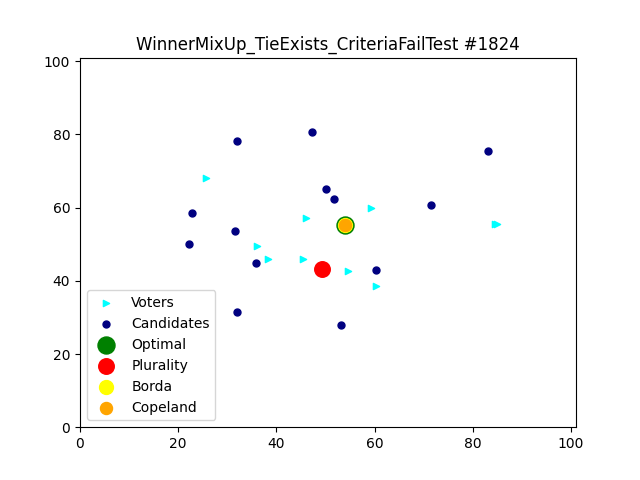 WinnerMixUp_TieExists_CriteriaFailTest #1824
100
80
60
40
20
0
0 20 40 60 80 100
Voters
Candidates
Optimal
Plurality
Borda
Copeland